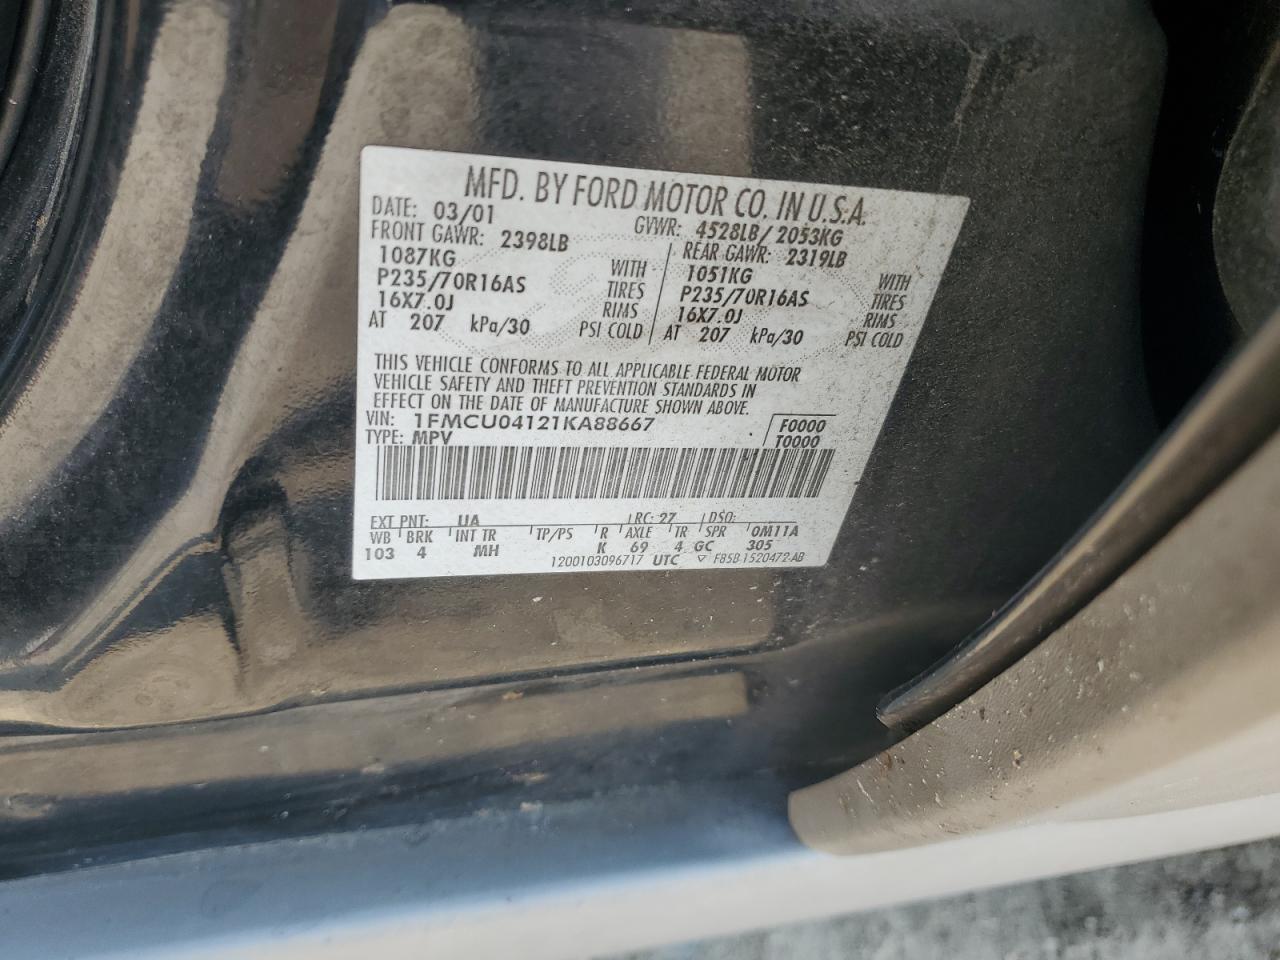 MFD. BY FORD MOTOR CO. IN U.S.A.
DATE: 03/01 GVWR: 4528LB/ 2053KG
FRONT GAWR: 2398LB REAR GAWR: 2319LB
1087KG WITH 1051KG WITH
P235/70R16AS TIRES P235/70R16AS TIRES
16X7.0J RIMS 16X7.0J RIMS
AT 207 kPa/30 PSI COLD AT 207 kPa/30 PSI COLD
THIS VEHICLE CONFORMS TO ALL APPLICABLE FEDERAL MOTOR
VEHICLE SAFETY AND THEFT PREVENTION STANDARDS IN
EFFECT ON THE DATE OF MANUFACTURE SHOWN ABOVE.
VIN: 1FMCU04121KA88667 F0000
TYPE: MPV T0000
EXT PNT: UA RC: 27 DSO:
WB BRK INT TR TP/PS R AXLE TR SPR 0M11A
103 4 MH K 69 4 GC 305
1200103096717 UTC ▽ F85B 1520472-AB